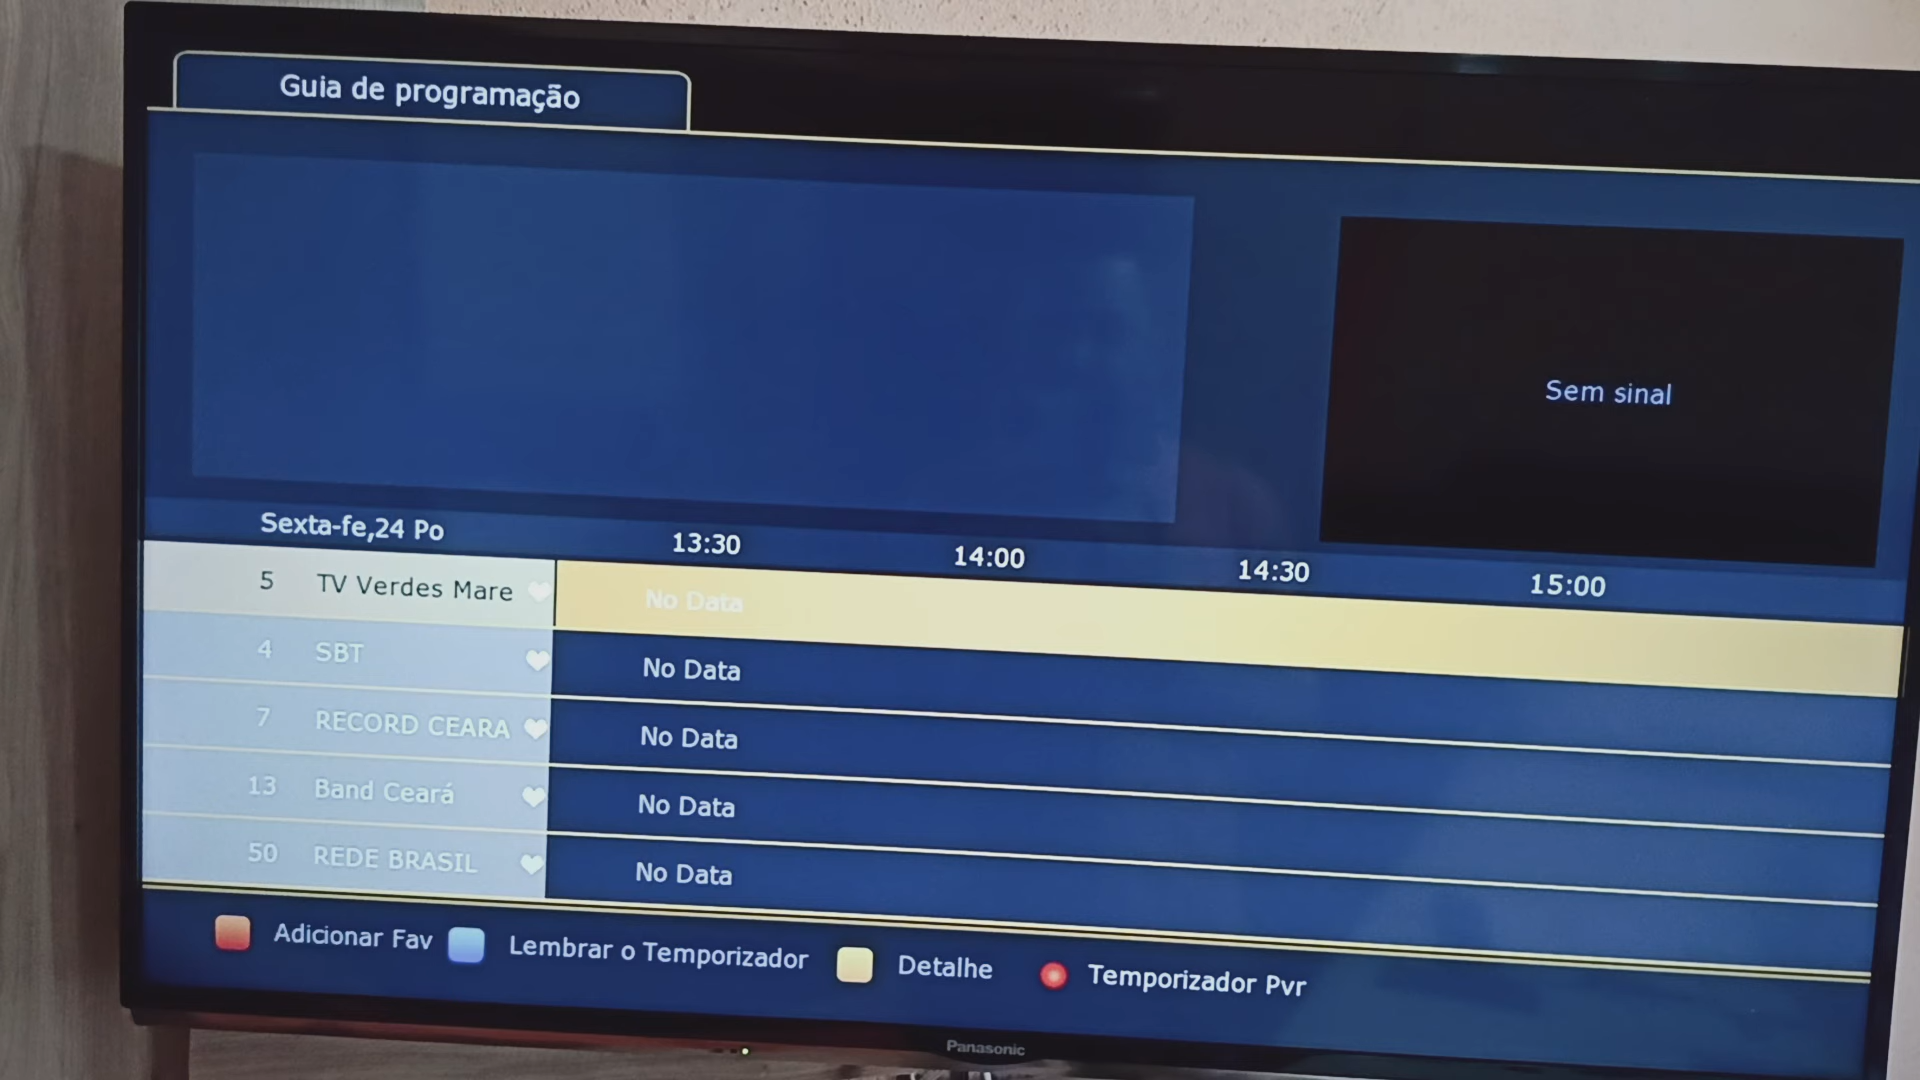 Guia de programação
Sem sinal
Sexta-fe,24 Po 13:30 14:00 14:30 15:00
5 TV Verdes Mare No Data
4 SBT No Data
7 RECORD CEARA No Data
13 Band Ceará No Data
50 REDE BRASIL No Data
Adicionar Fav Lembrar o Temporizador Detalhe Temporizador Pvr
Panasonic